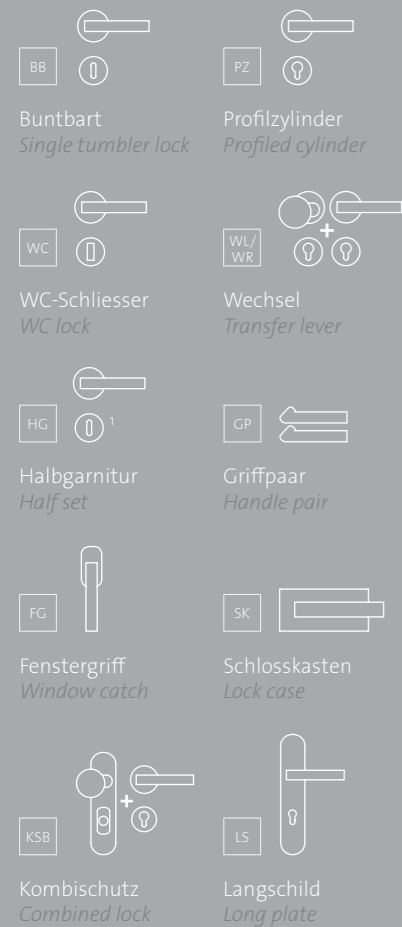 BB
Buntbart
Single tumbler lock
PZ
Profilzylinder
Profiled cylinder
WC
WC-Schliesser
WC lock
WL/
WR
Wechsel
Transfer lever
HG
1
Halbgarnitur
Half set
GP
Griffpaar
Handle pair
FG
Fenstergriff
Window catch
SK
Schlosskasten
Lock case
KSB
Kombischutz
Combined lock
LS
Langschild
Long plate